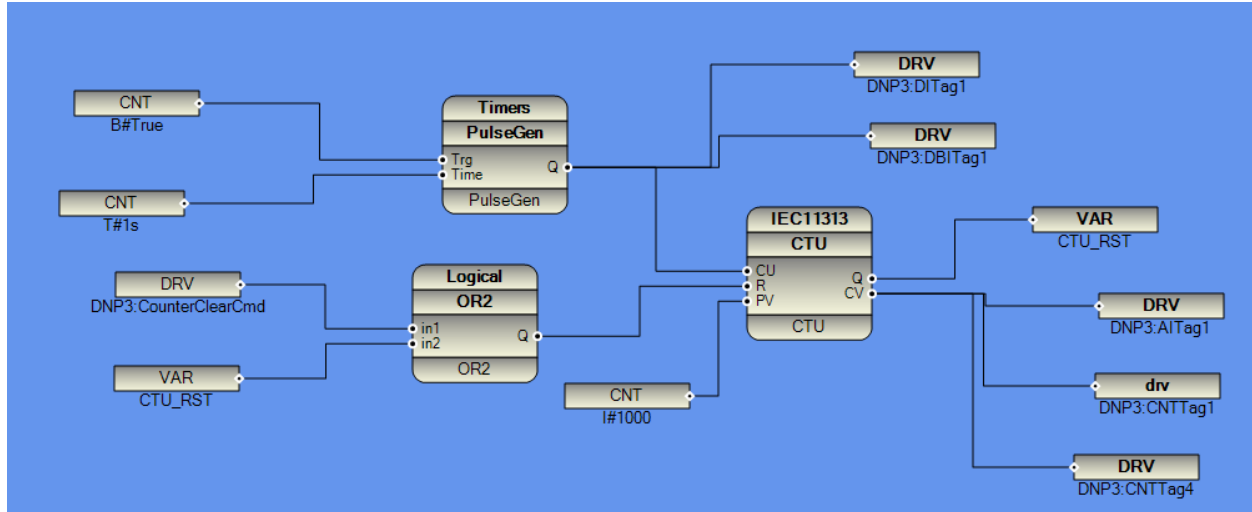 DRV
DNP3:DITag1
CNT
B#True
Timers
PulseGen
Trg
Time
Q
PulseGen
DRV
DNP3:DBITag1
CNT
T#1s
IEC11313
CTU
CU
R
PV
Q
CV
CTU
VAR
CTU_RST
DRV
DNP3:CounterClearCmd
Logical
OR2
in1
in2
Q
OR2
DRV
DNP3:AITag1
VAR
CTU_RST
CNT
I#1000
drv
DNP3:CNTTag1
DRV
DNP3:CNTTag4